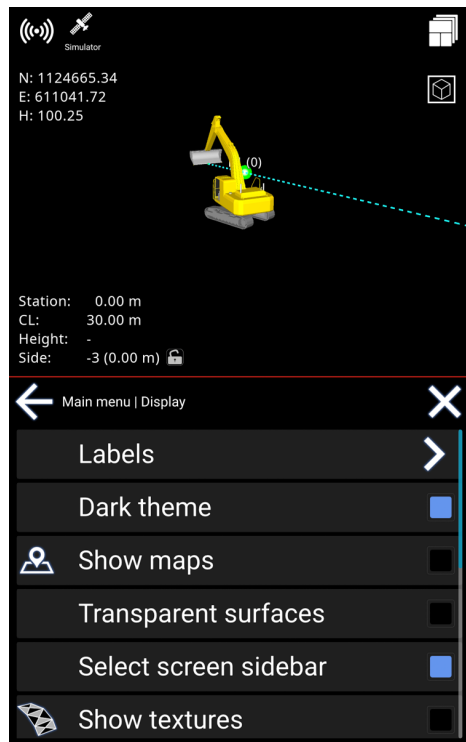 Simulator
N: 1124665.34
E: 611041.72
H: 100.25
(0)
Station: 0.00 m
CL: 30.00 m
Height: -
Side: -3 (0.00 m)
Main menu | Display
Labels
Dark theme
Show maps
Transparent surfaces
Select screen sidebar
Show textures